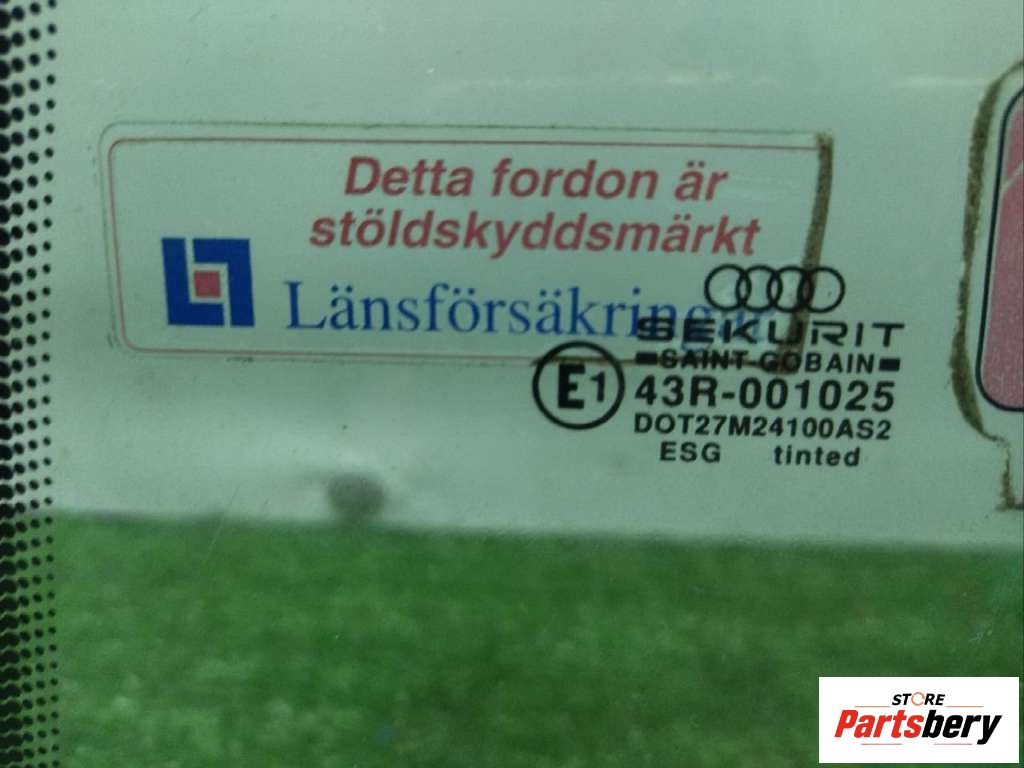 Detta fordon är
stöldskyddsmärkt
Länsförsäkringar
SEKURIT
SAINT-GOBAIN
E1 43R-001025
DOT27M24100AS2
ESG tinted
STORE
Partsbery